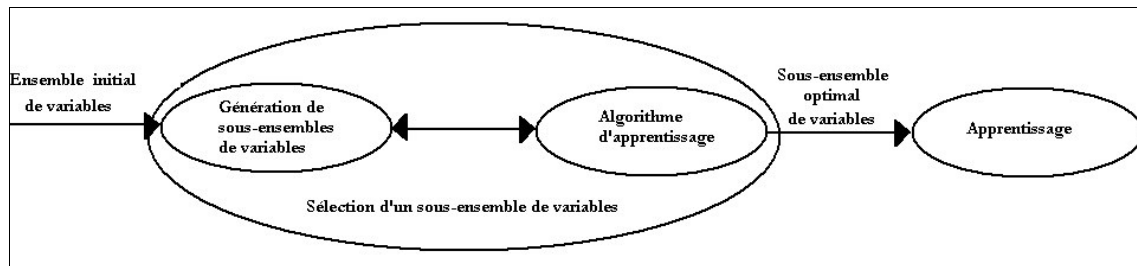 Ensemble initial
de variables
Génération de
sous-ensembles
de variables
Algorithme
d'apprentissage
Sous-ensemble
optimal
de variables
Apprentissage
Sélection d'un sous-ensemble de variables